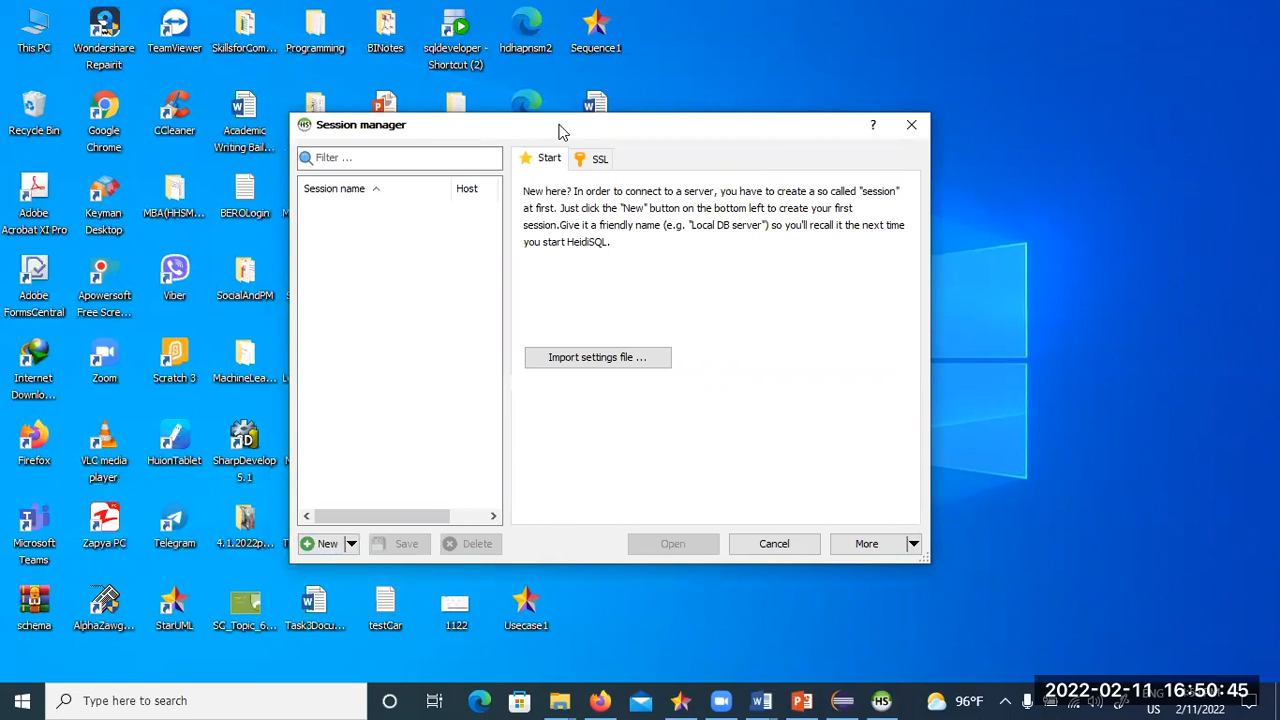 This PC
Wondershare Repairit
TeamViewer
SkillsforCom...
Programming
BINotes
sqldeveloper - Shortcut (2)
hdhapnsm2
Sequence1
Recycle Bin
Google Chrome
CCleaner
Academic Writing Bail...
Session manager
?
Filter ...
Start
SSL
Session name
Host
New here? In order to connect to a server, you have to create a so called "session"
at first. Just click the "New" button on the bottom left to create your first
session.Give it a friendly name (e.g. "Local DB server") so you'll recall it the next time
you start HeidiSQL.
Import settings file ...
New
Save
Delete
Open
Cancel
More
Adobe Acrobat XI Pro
Keyman Desktop
MBA(HHSM...
BEROLogin
Adobe FormsCentral
Apowersoft Free Scre...
Viber
SocialAndPM
Internet Downlo...
Zoom
Scratch 3
MachineLea...
Firefox
VLC media player
HuionTablet
SharpDevelop 5.1
Microsoft Teams
Zapya PC
Telegram
4.1.2022p...
schema
AlphaZawg...
StarUML
SC_Topic_6...
Task3Docu...
testCar
1122
Usecase1
Type here to search
96°F
2022-02-11 16:50:45
US
2/11/2022